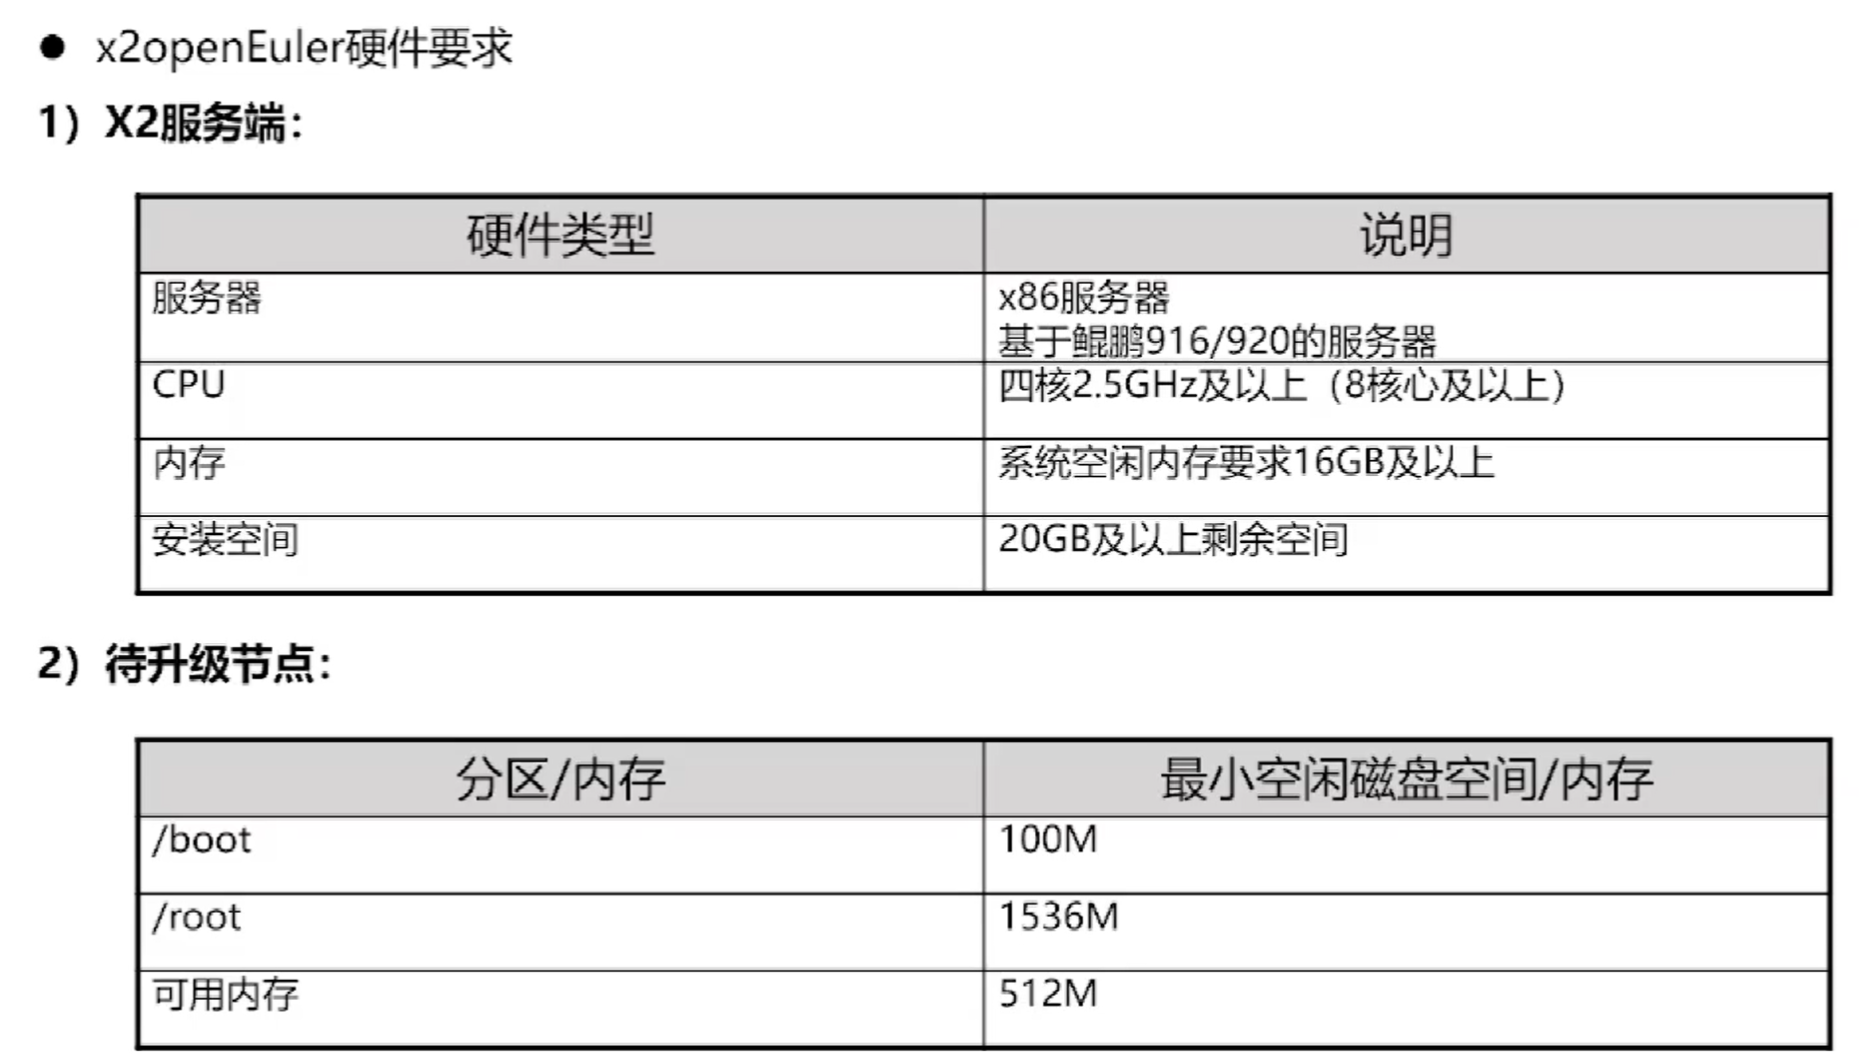 ● x2openEuler硬件要求
1）X2服务端：
硬件类型 说明
服务器 x86服务器
基于鲲鹏916/920的服务器
CPU 四核2.5GHz及以上（8核心及以上）
内存 系统空闲内存要求16GB及以上
安装空间 20GB及以上剩余空间
2）待升级节点：
分区/内存 最小空闲磁盘空间/内存
/boot 100M
/root 1536M
可用内存 512M